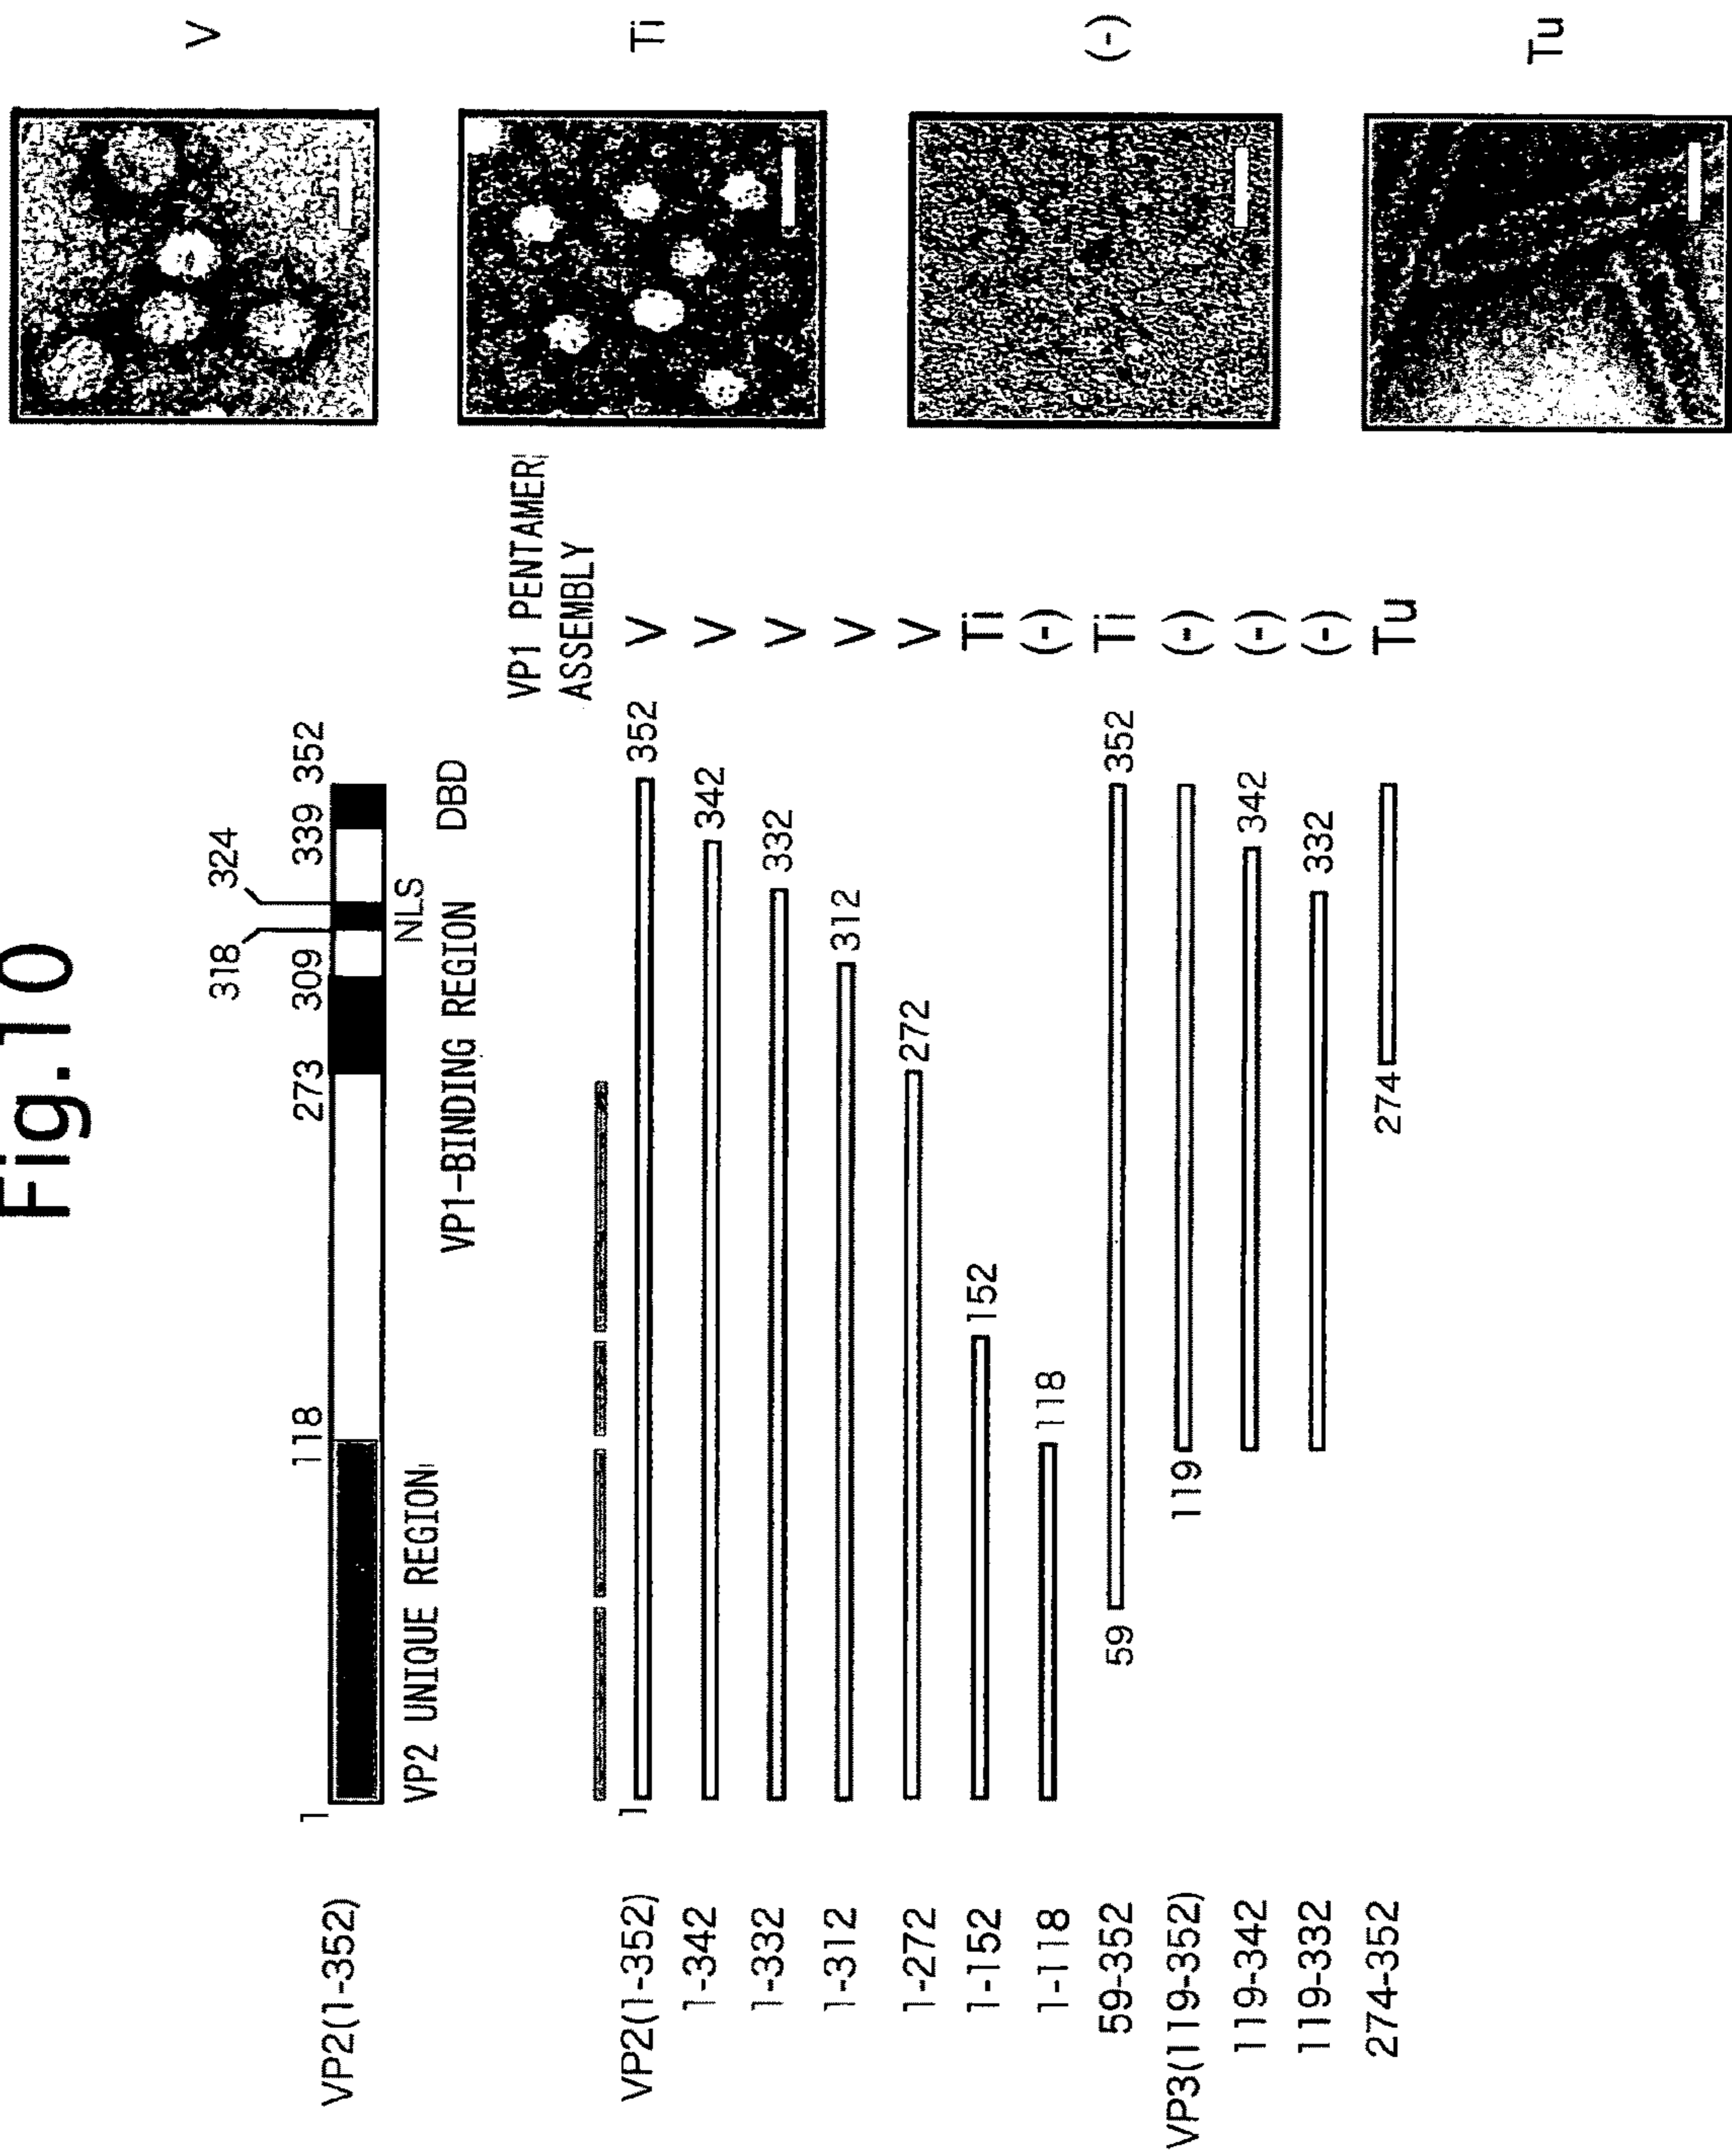 Fig.10
VP2(1-352)
1
118
273
309
318
324
339
352
NLS
VP2 UNIQUE REGION
VP1-BINDING REGION
DBD
VP1 PENTAMER
ASSEMBLY
VP2(1-352) 1 352 V
1-342 342 V
1-332 332 V
1-312 312 V
1-272 272 V
1-152 152 Ti
1-118 118 (-)
59-352 59 352 Ti
VP3(119-352) 119 (-)
119-342 342 (-)
119-332 332 (-)
274-352 274 Tu
V
Ti
(-)
Tu